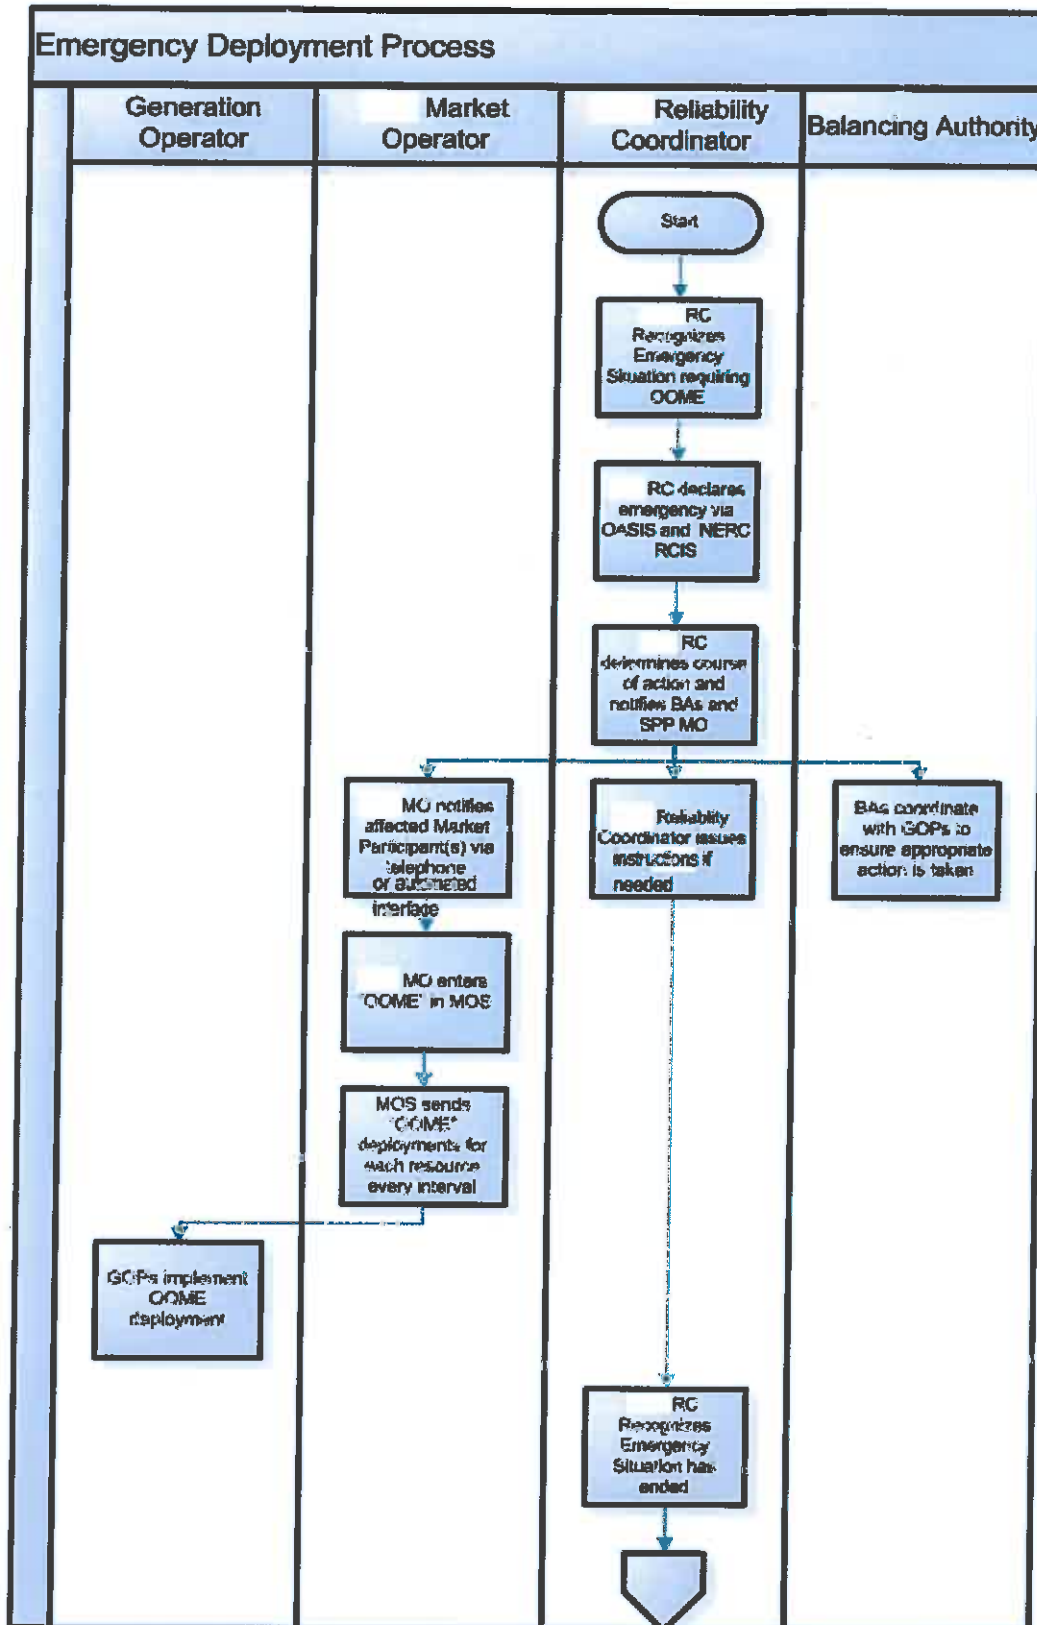 Emergency Deployment Process
Generation
Operator
Market
Operator
Reliability
Coordinator
Balancing Authority
Start
RC
Recognizes
Emergency
Situation requiring
OOME
RC declares
emergency via
OASIS and NERC
RCIS
RC
determines course
of action and
notifies BAs and
SPP MO
MO notifies
affected Market
Participant(s) via
telephone
or automated
interface
Reliability
Coordinator issues
instructions if
needed
BAs coordinate
with GOPs to
ensure appropriate
action is taken
MO enters
"OOME" in MOS
MOS sends
"OOME"
deployments for
each resource
every interval
GOPs implement
OOME
deployment
RC
Recognizes
Emergency
Situation has
ended